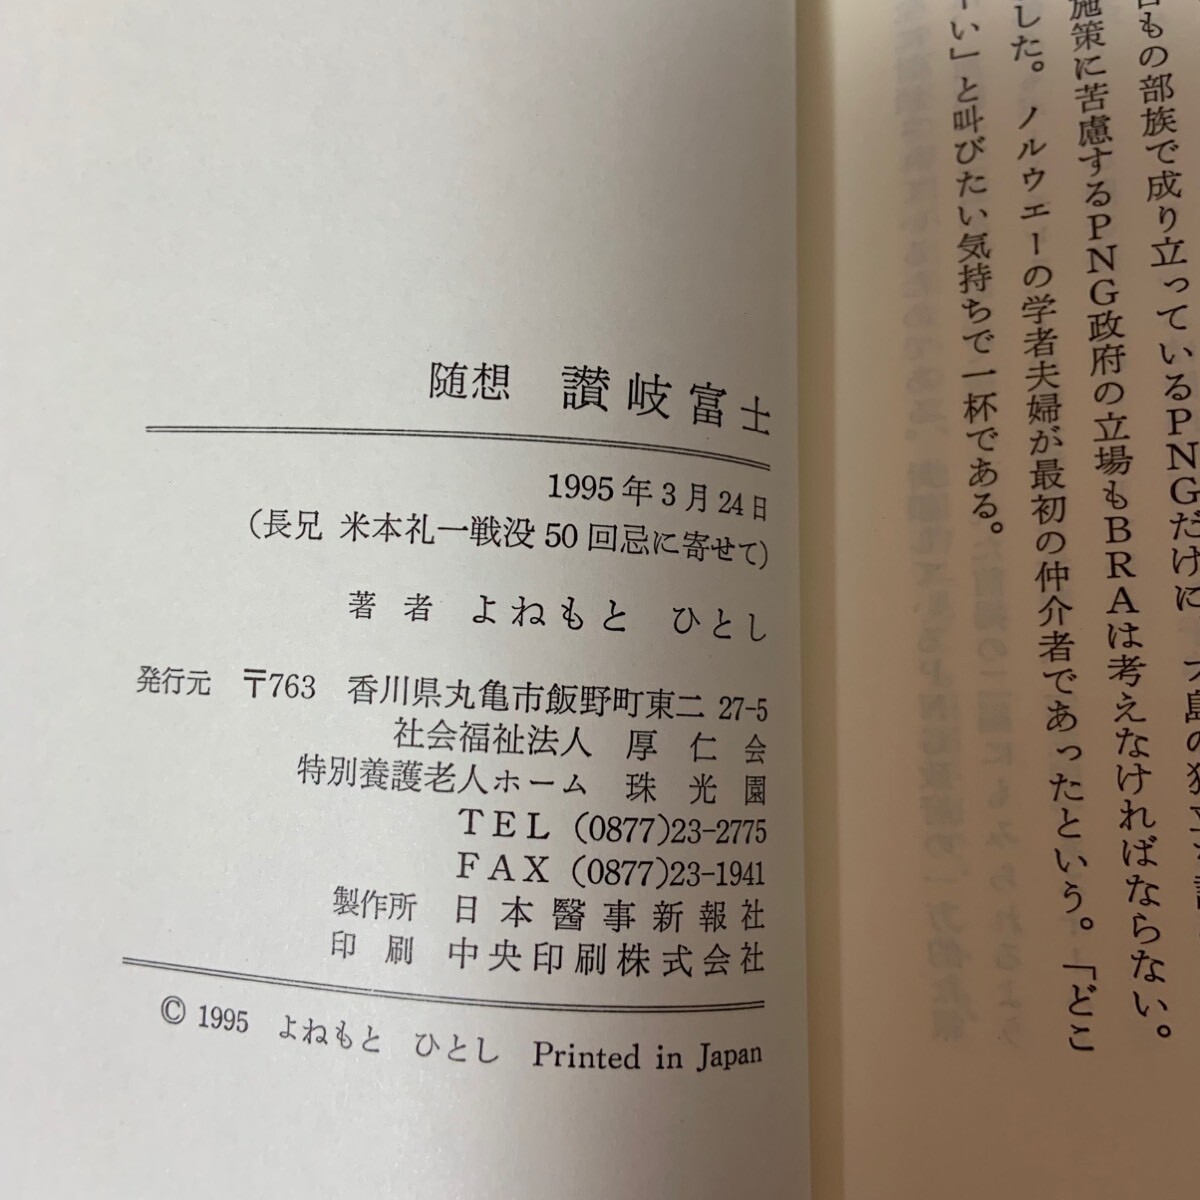 もの部族で成り立っているPNGだけに
施策に苦慮するPNG政府の立場もBRAは考えなければならない。
した。ノルウェーの学者夫婦が最初の仲介者であったという。「どこ
い」と叫びたい気持ちで一杯である。
随想 讃岐富士
1995年3月24日
(長兄 米本礼一戦没50回忌に寄せて)
著者 よねもと ひとし
発行元 〒763 香川県丸亀市飯野町東二 27-5
社会福祉法人 厚仁会
特別養護老人ホーム 珠光園
TEL (0877)23-2775
FAX (0877)23-1941
製作所 日本醫事新報社
印刷 中央印刷株式会社
© 1995 よねもと ひとし Printed in Japan